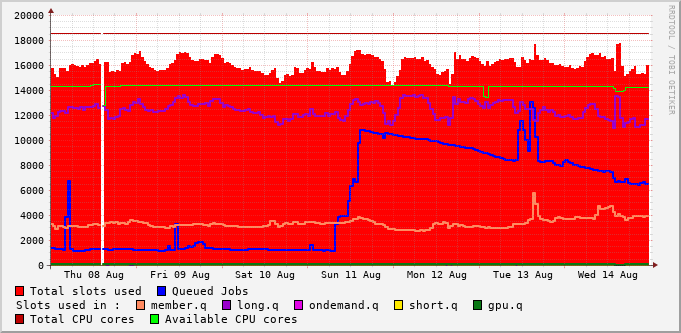 RRDTOOL / TOBI OETIKER
20000
18000
16000
14000
12000
10000
8000
6000
4000
2000
0
Thu 08 Aug Fri 09 Aug Sat 10 Aug Sun 11 Aug Mon 12 Aug Tue 13 Aug Wed 14 Aug
Total slots used Queued Jobs
Slots used in : member.q long.q ondemand.q short.q gpu.q
Total CPU cores Available CPU cores